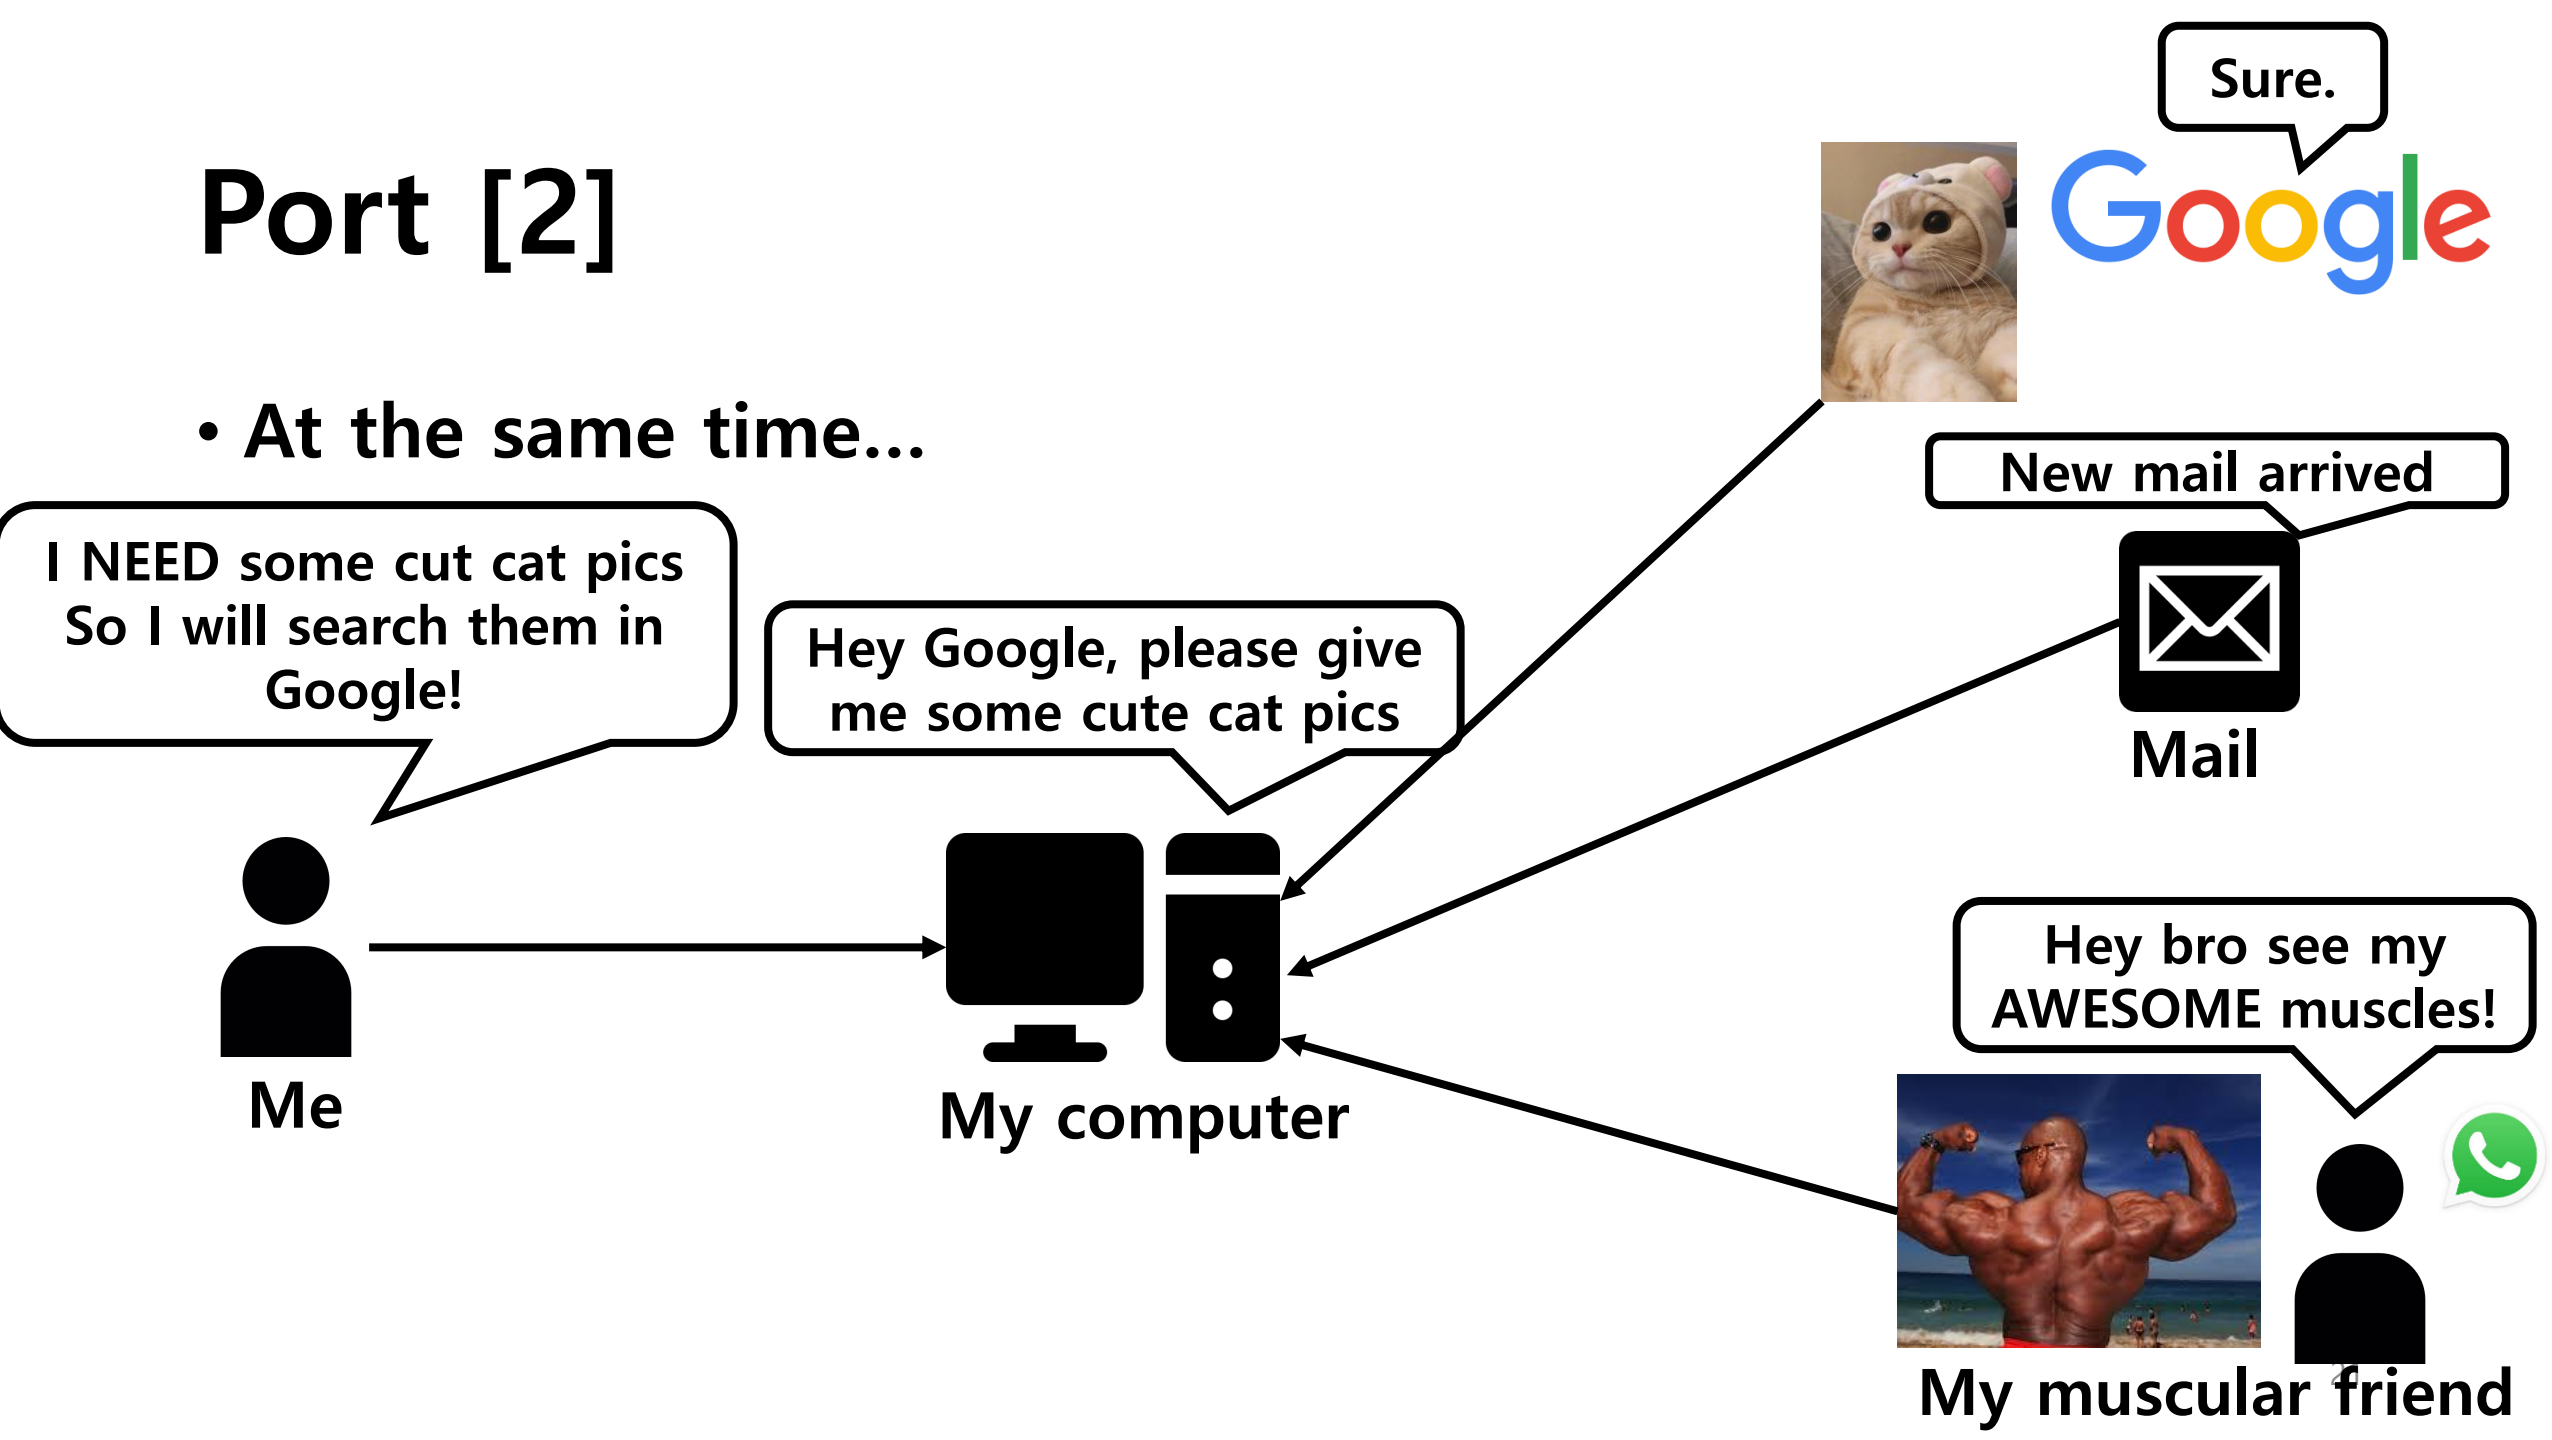 Sure.
Google
Port [2]
• At the same time...
New mail arrived
I NEED some cut cat pics
So I will search them in
Google!
Hey Google, please give
me some cute cat pics
Mail
Hey bro see my
AWESOME muscles!
Me
My computer
My muscular friend